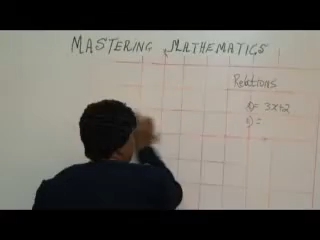 MASTERING MATHEMATICS
Relations
= 3x+2
=